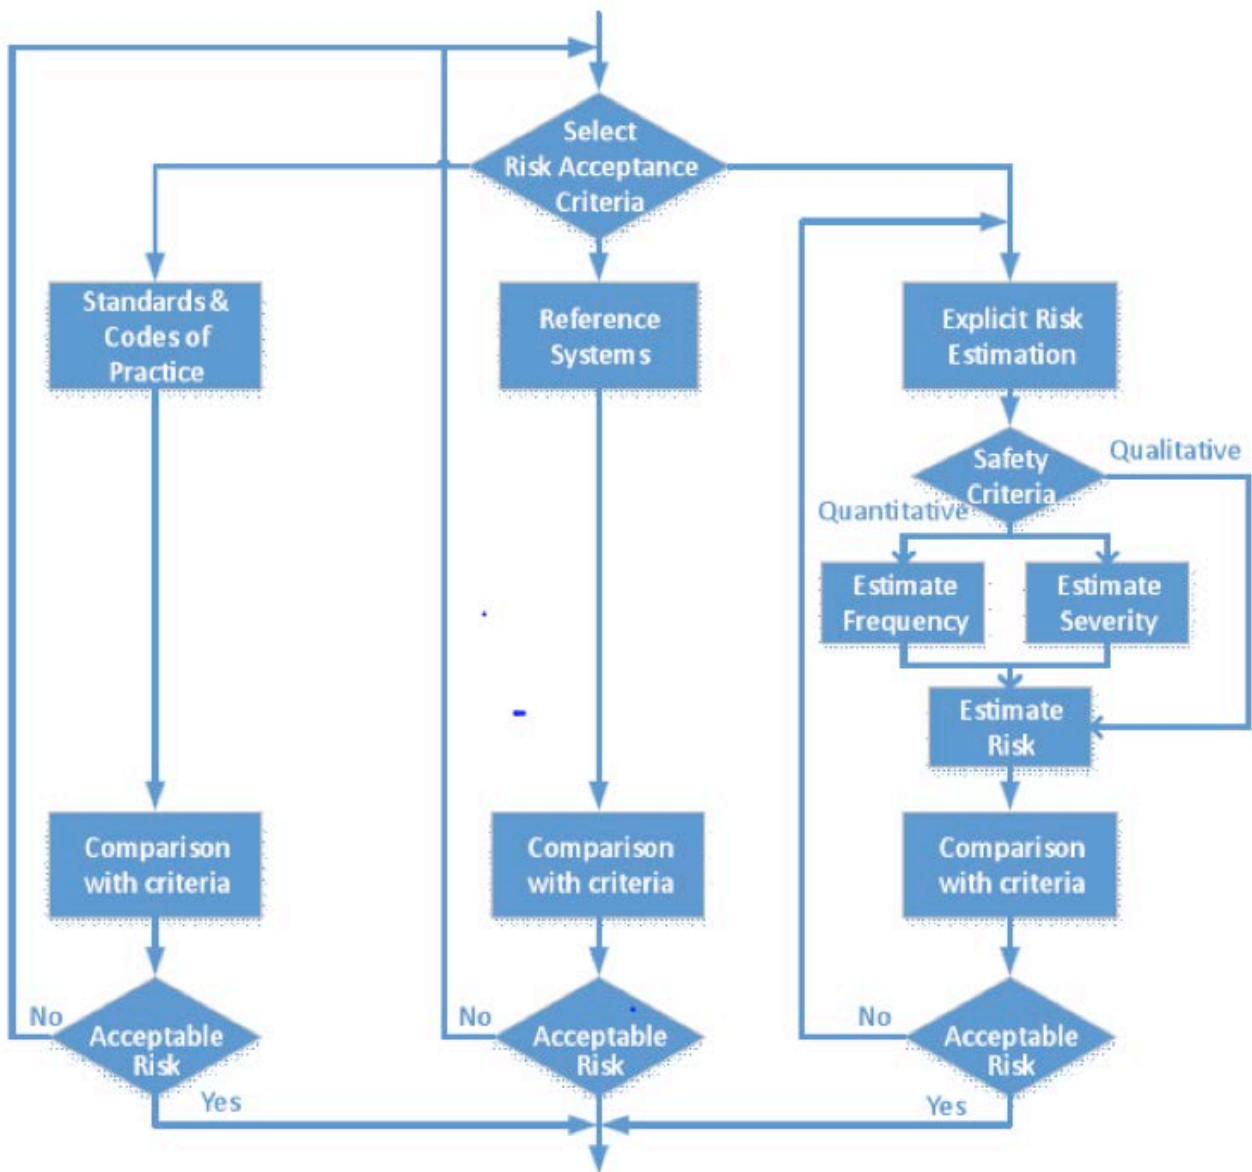 Select
Risk Acceptance
Criteria
Standards &
Codes of
Practice
Reference
Systems
Explicit Risk
Estimation
Safety
Criteria
Qualitative
Quantitative
Estimate
Frequency
Estimate
Severity
Estimate
Risk
Comparison
with criteria
Comparison
with criteria
Comparison
with criteria
No
Acceptable
Risk
Yes
No
Acceptable
Risk
No
Acceptable
Risk
Yes